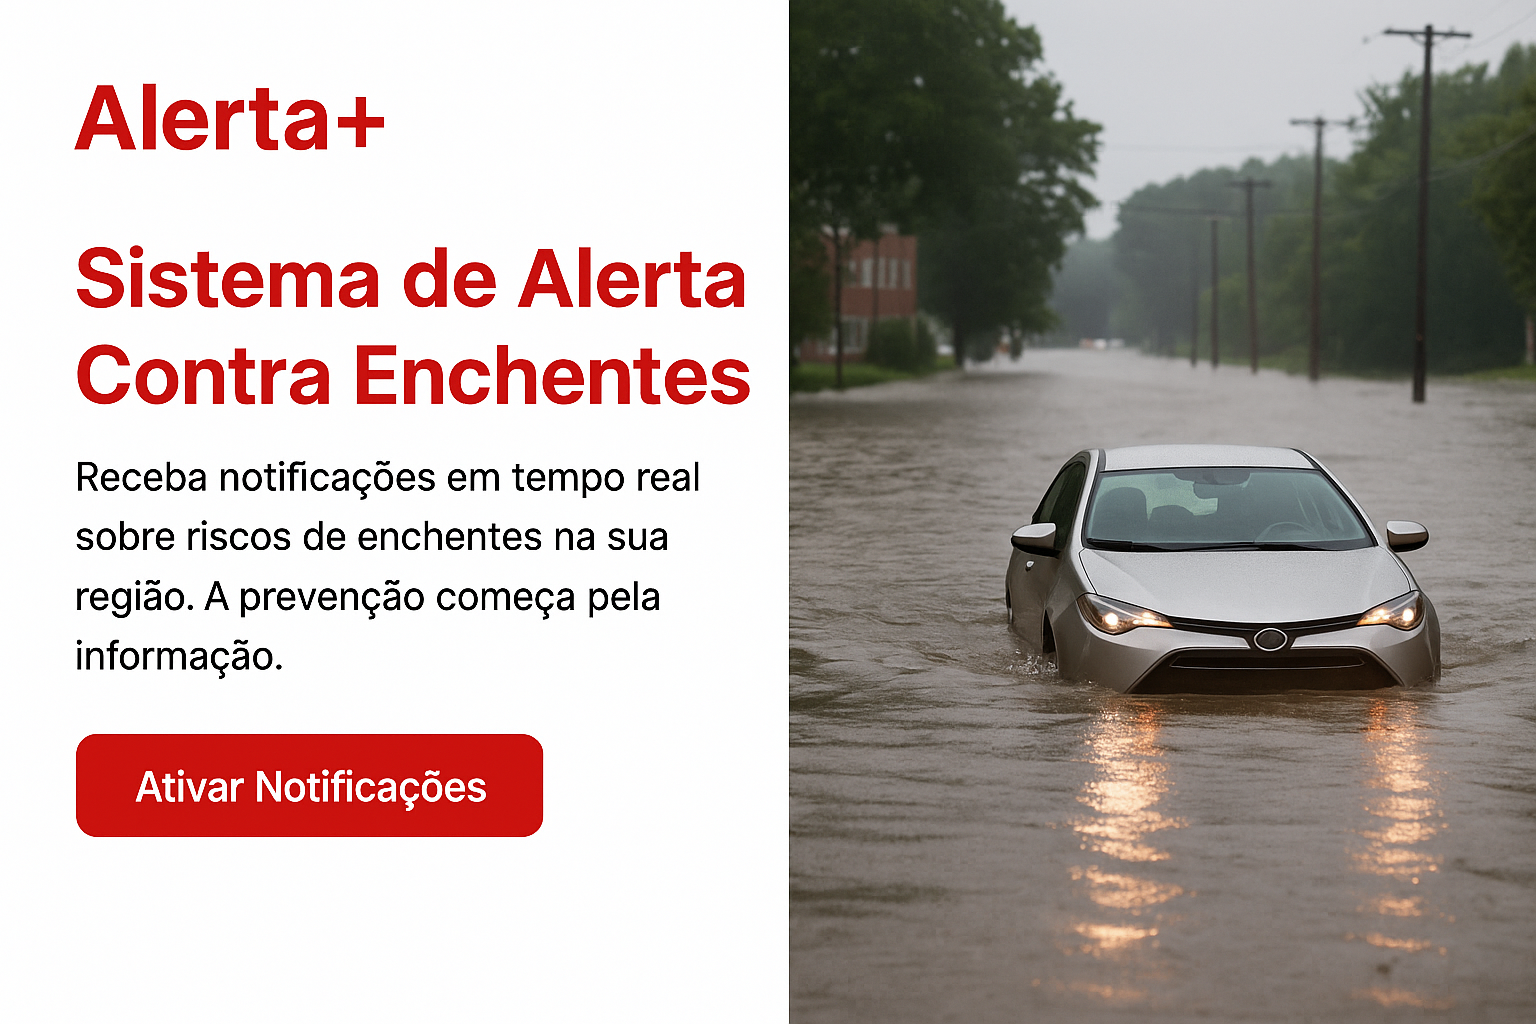 Alerta+
Sistema de Alerta
Contra Enchentes
Receba notificações em tempo real
sobre riscos de enchentes na sua
região. A prevenção começa pela
informação.
Ativar Notificações